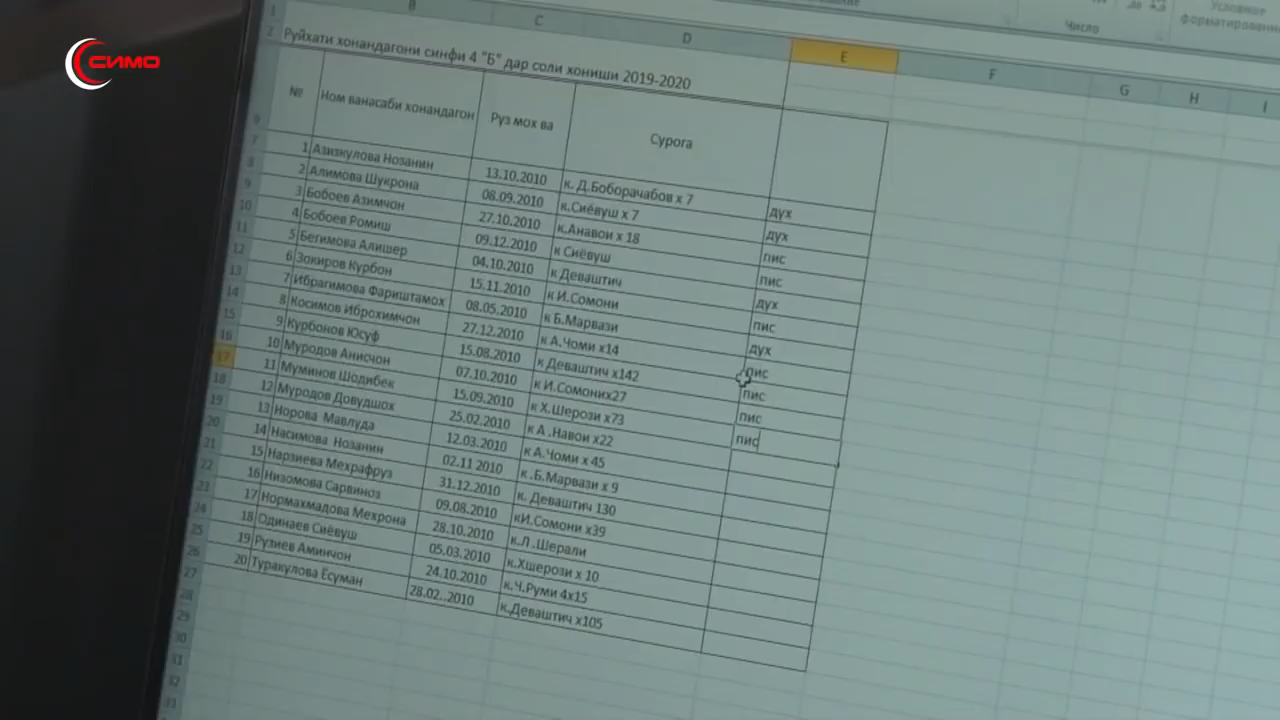 СИМО
Условное
Число форматировани
B C D E F G H I
Руйхати хонандагони синфи 4 "Б" дар соли хониши 2019-2020
№ Ном ванасаби хонандагон Руз мох ва Сурога
1 Азизкулова Нозанин 13.10.2010 к. Д.Боборачабов х 7 дух
2 Алимова Шукрона 08.09.2010 к.Сиёвуш х 7 дух
3 Бобоев Азимчон 27.10.2010 к.Анавои х 18 пис
4 Бобоев Ромиш 09.12.2010 к Сиёвуш пис
5 Бегимова Алишер 04.10.2010 к Деваштич дух
6 Зокиров Курбон 15.11.2010 к И.Сомони пис
7 Ибрагимова Фариштамох 08.05.2010 к Б.Марвази дух
8 Косимов Иброхимчон 27.12.2010 к А.Чоми х14 пис
9 Курбонов Юсуф 15.08.2010 к Деваштич х142 пис
10 Муродов Анисчон 07.10.2010 к И.Сомоних27 пис
11 Муминов Шодибек 15.09.2010 к Х.Шерози х73 пис
12 Муродов Довудшох 25.02.2010 к А .Навои х22
13 Норова Мавлуда 12.03.2010 к А.Чоми х 45
14 Насимова Нозанин 02.11 2010 к .Б.Марвази х 9
15 Нарзиева Мехрафруз 31.12.2010 к. Деваштич 130
16 Низомова Сарвиноз 09.08.2010 кИ.Сомони х39
17 Нормахмадова Мехрона 28.10.2010 к.Л .Шерали
18 Одинаев Сиёвуш 05.03.2010 к.Хшерози х 10
19 Рузиев Аминчон 24.10.2010 к.Ч.Руми 4х15
20 Туракулова Ёсуман 28.02..2010 к.Деваштич х105